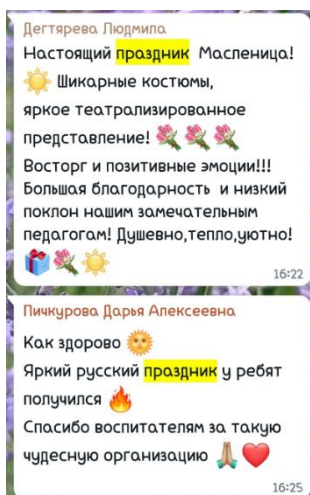 Дегтярева Людмила
Настоящий праздник Масленица!
☀️ Шикарные костюмы,
яркое театрализированное
представление! 💐💐💐
Восторг и позитивные эмоции!!!
Большая благодарность и низкий
поклон нашим замечательным
педагогам! Душевно,тепло,уютно!
🎁💐☀️
16:22
Пичкурова Дарья Алексеевна
Как здорово 🌞
Яркий русский праздник у ребят
получился 🔥
Спасибо воспитателям за такую
чудесную организацию 🙏🏼❤️
16:25